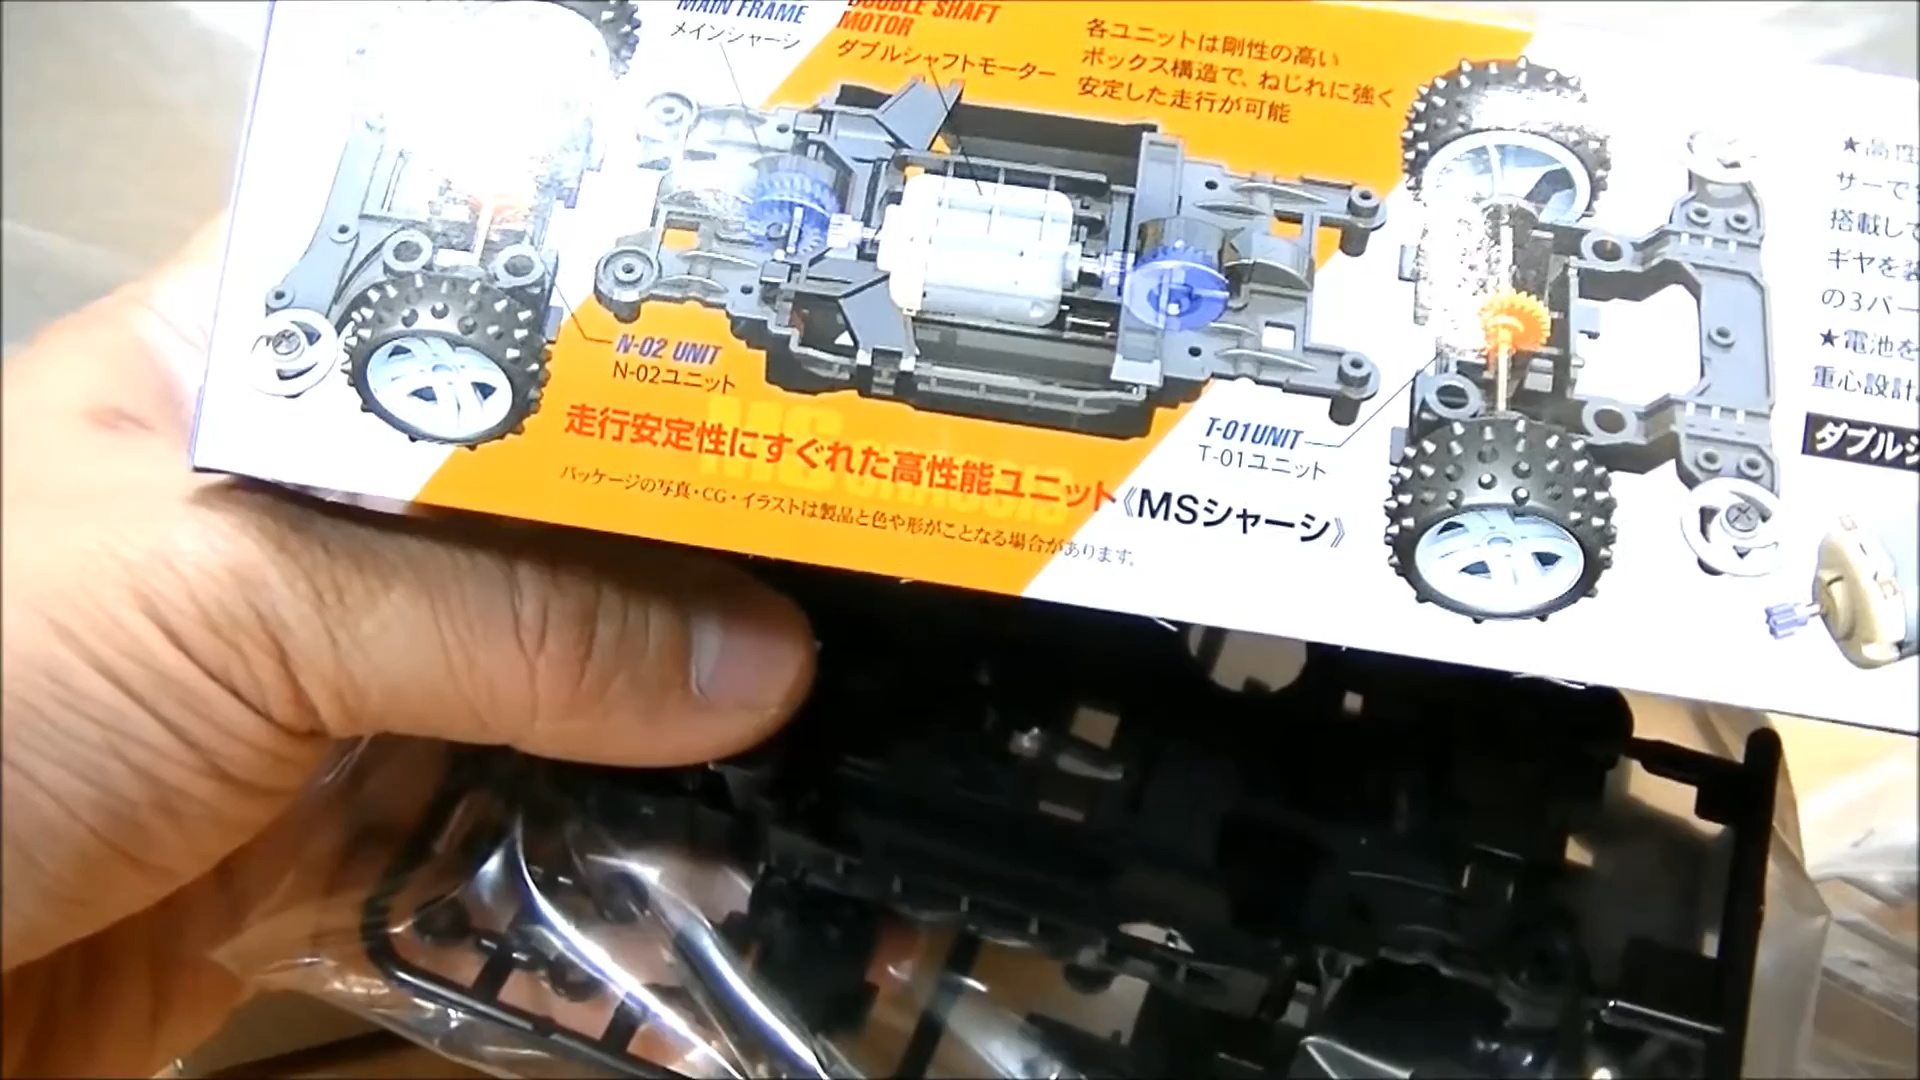 MAIN FRAME
メインシャーシ
DOUBLE SHAFT
MOTOR
ダブルシャフトモーター
各ユニットは剛性の高い
ボックス構造で、ねじれに強く
安定した走行が可能
N-02 UNIT
N-02ユニット
T-01 UNIT
T-01ユニット
走行安定性にすぐれた高性能ユニット《MSシャーシ》
パッケージの写真・CG・イラストは製品と色や形がことなる場合があります。
★高性
サーで
搭載して
ギヤを装
の3パー
★電池を
重心設計
ダブルシ